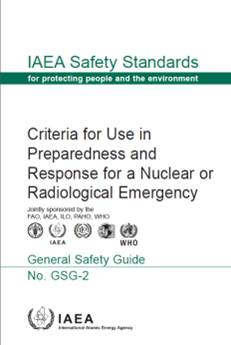 IAEA Safety Standards
for protecting people and the environment
Criteria for Use in
Preparedness and
Response for a Nuclear or
Radiological Emergency
Jointly sponsored by the
FAO, IAEA, ILO, PAHO, WHO
IAEA
WHO
General Safety Guide
No. GSG-2
IAEA
International Atomic Energy Agency